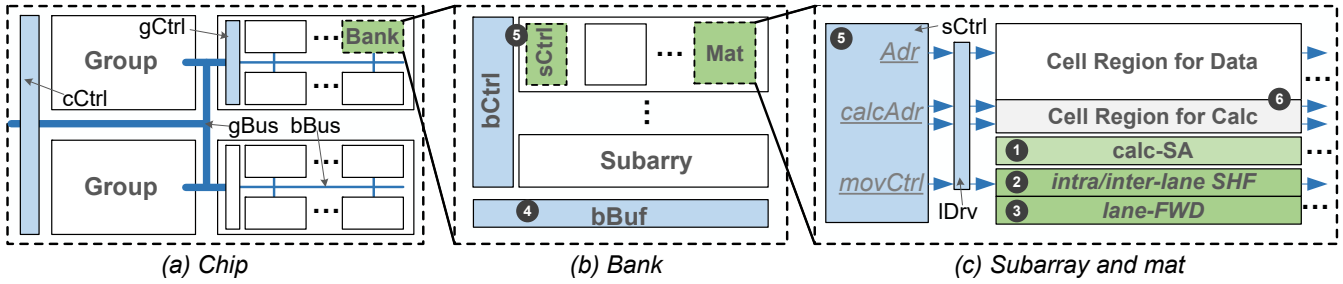 gCtrl
Group
Bank
cCtrl
gBus
bBus
Group
(a) Chip
bCtrl
5
sCtrl
Mat
Subarry
4
bBuf
(b) Bank
sCtrl
5
Adr
Cell Region for Data
6
calcAdr
Cell Region for Calc
1
calc-SA
movCtrl
2
intra/inter-lane SHF
lDrv
3
lane-FWD
(c) Subarray and mat